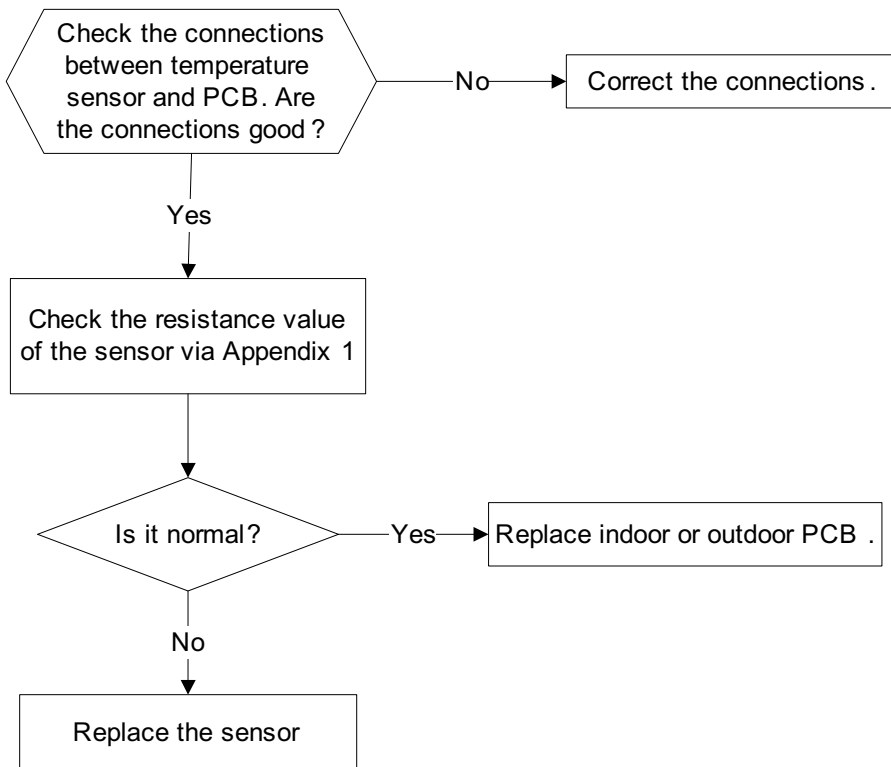 Check the connections
between temperature
sensor and PCB. Are
the connections good ?
No
Correct the connections .
Yes
Check the resistance value
of the sensor via Appendix 1
Is it normal?
Yes
Replace indoor or outdoor PCB .
No
Replace the sensor